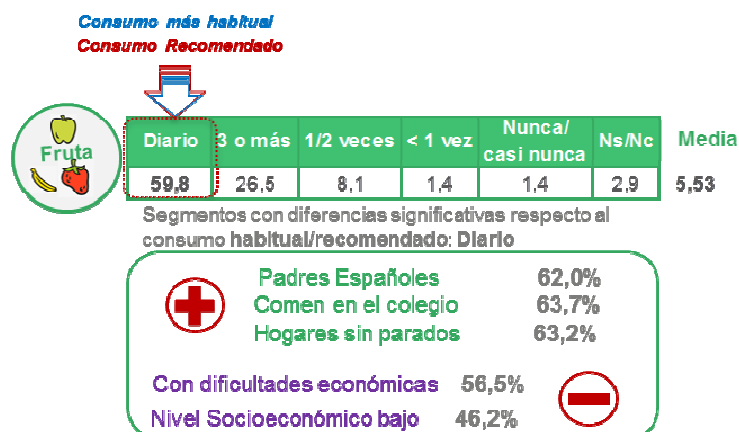 Consumo más habitual
Consumo Recomendado
Fruta
Diario 3 o más 1/2 veces < 1 vez Nunca/ casi nunca Ns/Nc Media
59,8 26,5 8,1 1,4 1,4 2,9 5,53
Segmentos con diferencias significativas respecto al
consumo habitual/recomendado: Diario
Padres Españoles 62,0%
Comen en el colegio 63,7%
Hogares sin parados 63,2%
Con dificultades económicas 56,5%
Nivel Socioeconómico bajo 46,2%